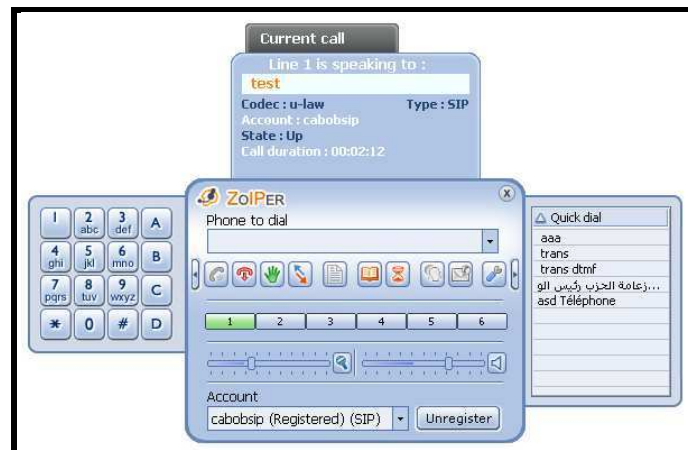 Current call
Line 1 is speaking to :
test
Codec : u-law Type : SIP
Account : cabobsip
State : Up
Call duration : 00:02:12
ZoIPER
Phone to dial
1 2 3 4 5 6
Account
cabobsip (Registered) (SIP) Unregister
1 2 abc 3 def A
4 ghi 5 jkl 6 mno B
7 pqrs 8 tuv 9 wxyz C
* 0 # D
Quick dial
aaa
trans
trans dtmf
زعامة الحزب رئيس الو...
asd Téléphone